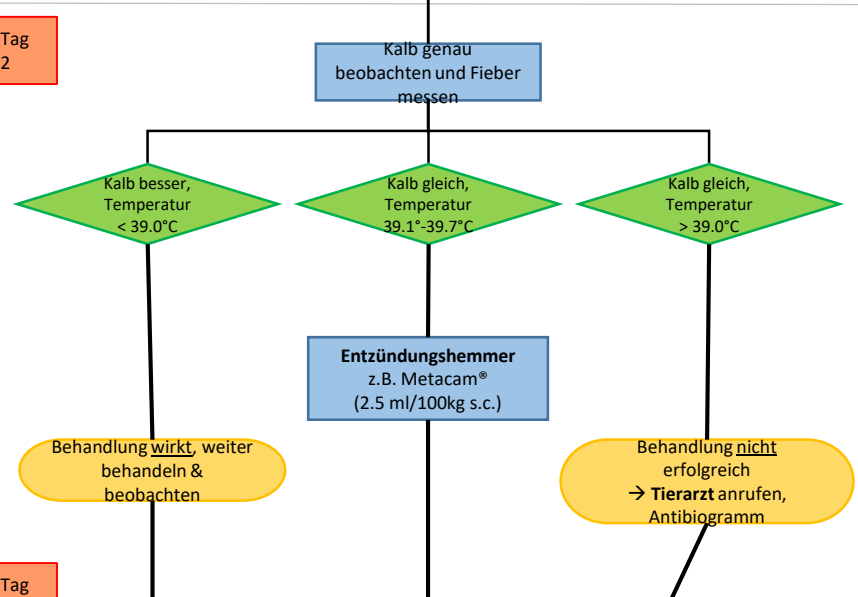 Tag
2
Kalb genau
beobachten und Fieber
messen
Kalb besser,
Temperatur
< 39.0°C
Kalb gleich,
Temperatur
39.1°-39.7°C
Kalb gleich,
Temperatur
> 39.0°C
Entzündungshemmer
z.B. Metacam®
(2.5 ml/100kg s.c.)
Behandlung wirkt, weiter
behandeln &
beobachten
Behandlung nicht
erfolgreich
→ Tierarzt anrufen,
Antibiogramm
Tag